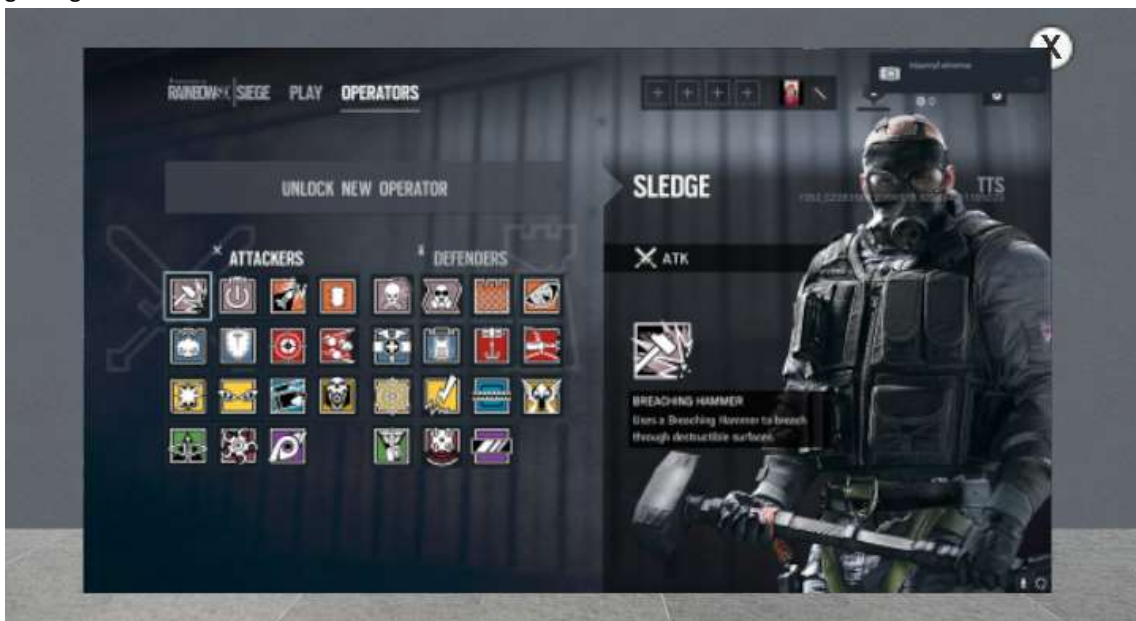 RAINBOW SIX | SIEGE PLAY OPERATORS
UNLOCK NEW OPERATOR
SLEDGE
TTS
ATTACKERS
DEFENDERS
ATK
BREACHING HAMMER
Uses a Breaching Hammer to breach
through destructible surfaces.
X